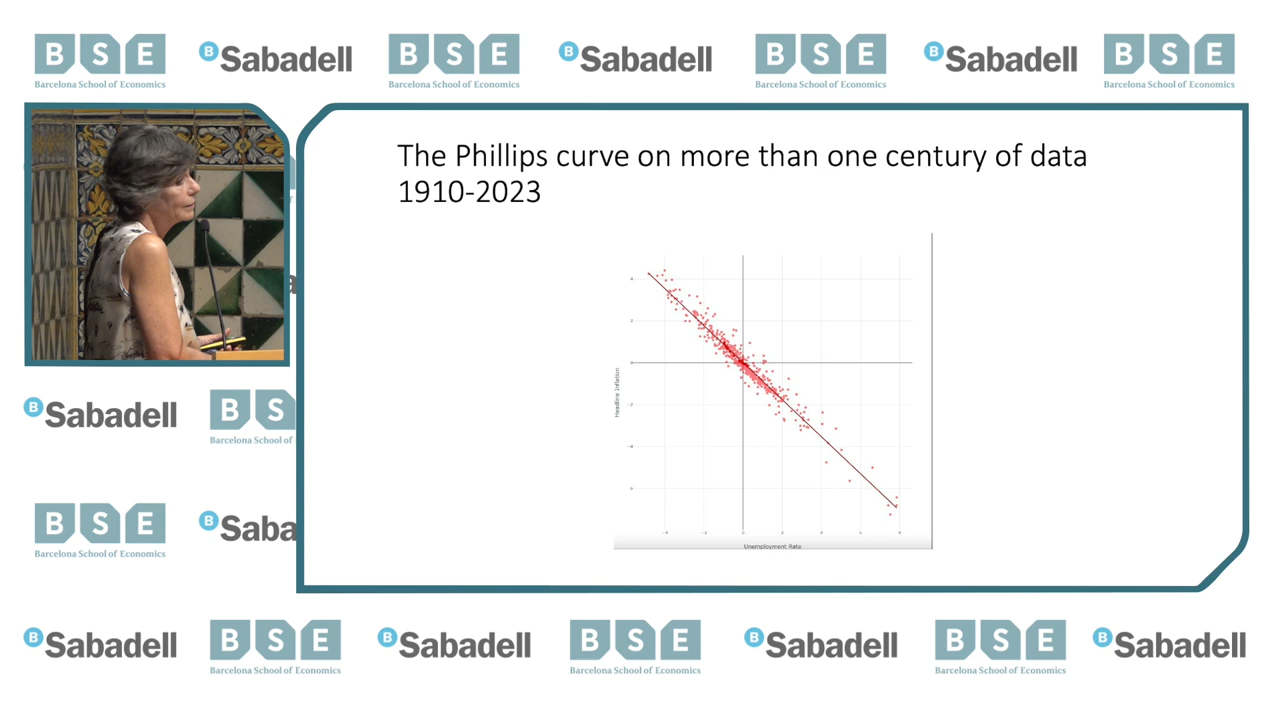 BSE Sabadell BSE Sabadell BSE Sabadell BSE
Barcelona School of Economics Barcelona School of Economics Barcelona School of Economics Barcelona School of Economics
The Phillips curve on more than one century of data
1910-2023
Headline Inflation
Unemployment Rate
Sabadell BS
Barcelona School of
BSE Saba
Barcelona School of Economics
Sabadell BSE Sabadell BSE Sabadell BSE Sabadell
Barcelona School of Economics Barcelona School of Economics Barcelona School of Economics